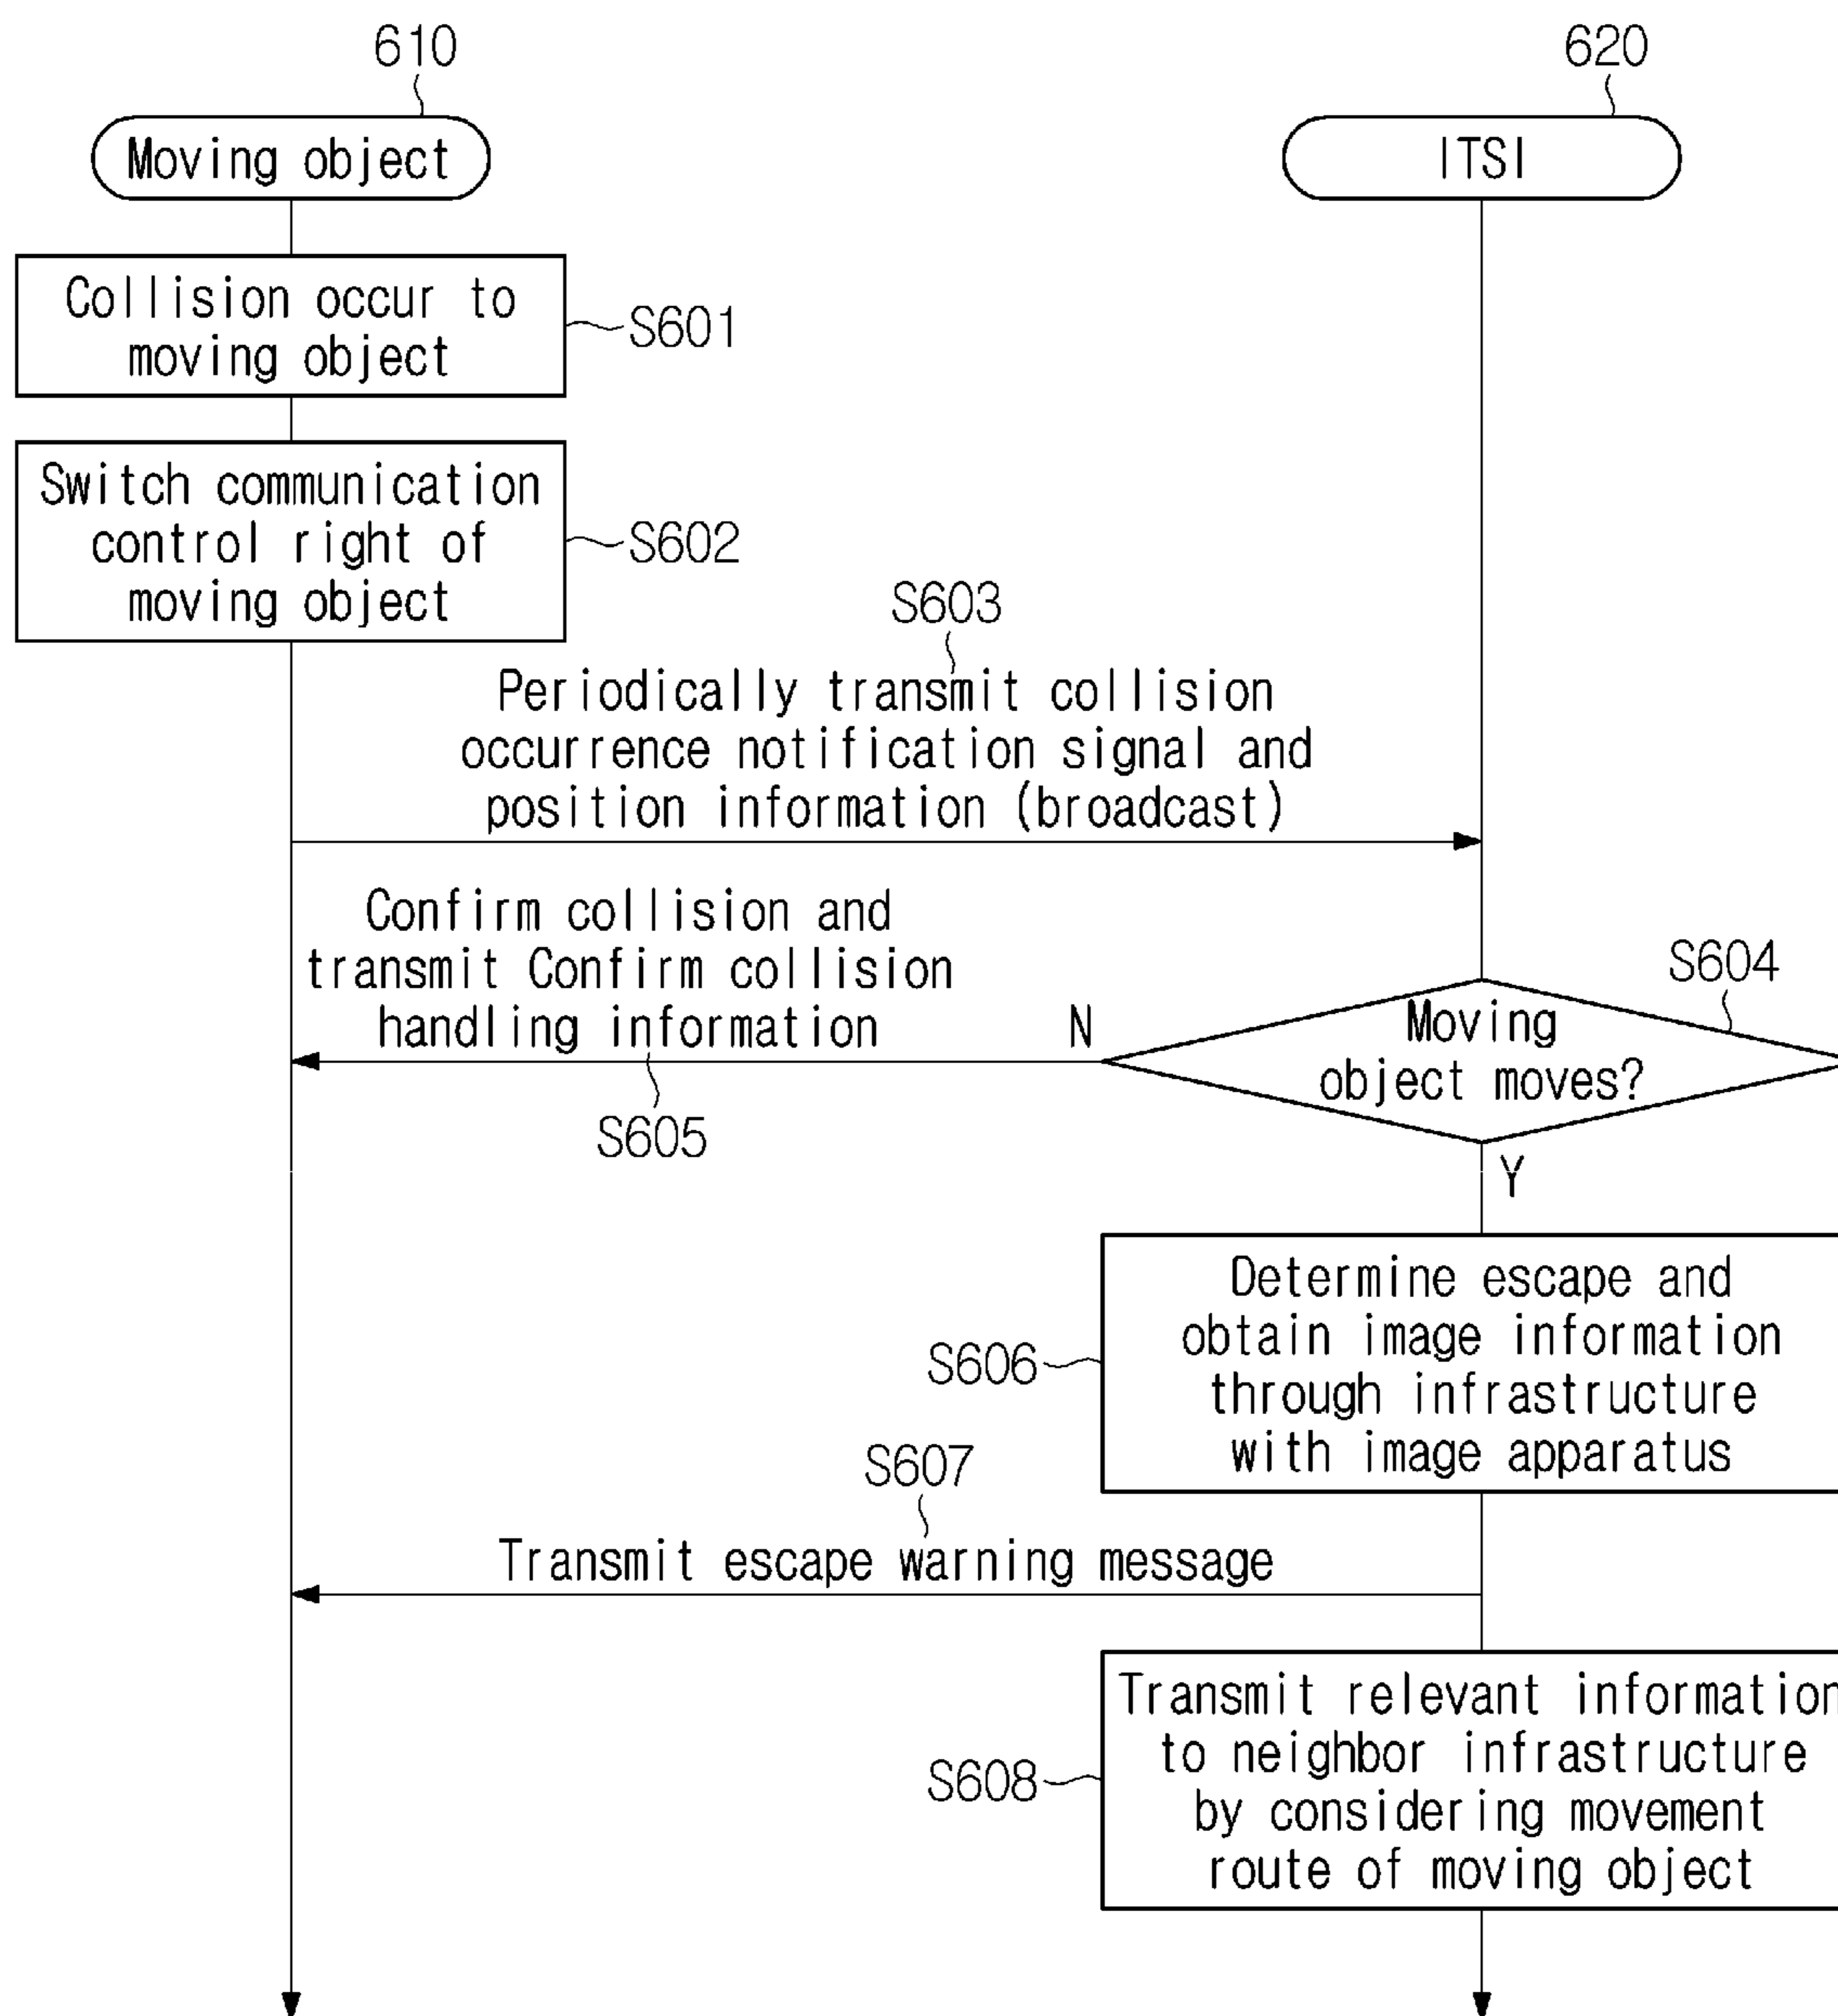 610
620
Moving object
ITSI
Collision occur to
moving object
S601
Switch communication
control right of
moving object
S602
S603
Periodically transmit collision
occurrence notification signal and
position information (broadcast)
Confirm collision and
transmit Confirm collision
handling information
N
S605
S604
Moving
object moves?
Y
Determine escape and
obtain image information
through infrastructure
with image apparatus
S606
S607
Transmit escape warning message
Transmit relevant information
to neighbor infrastructure
by considering movement
route of moving object
S608